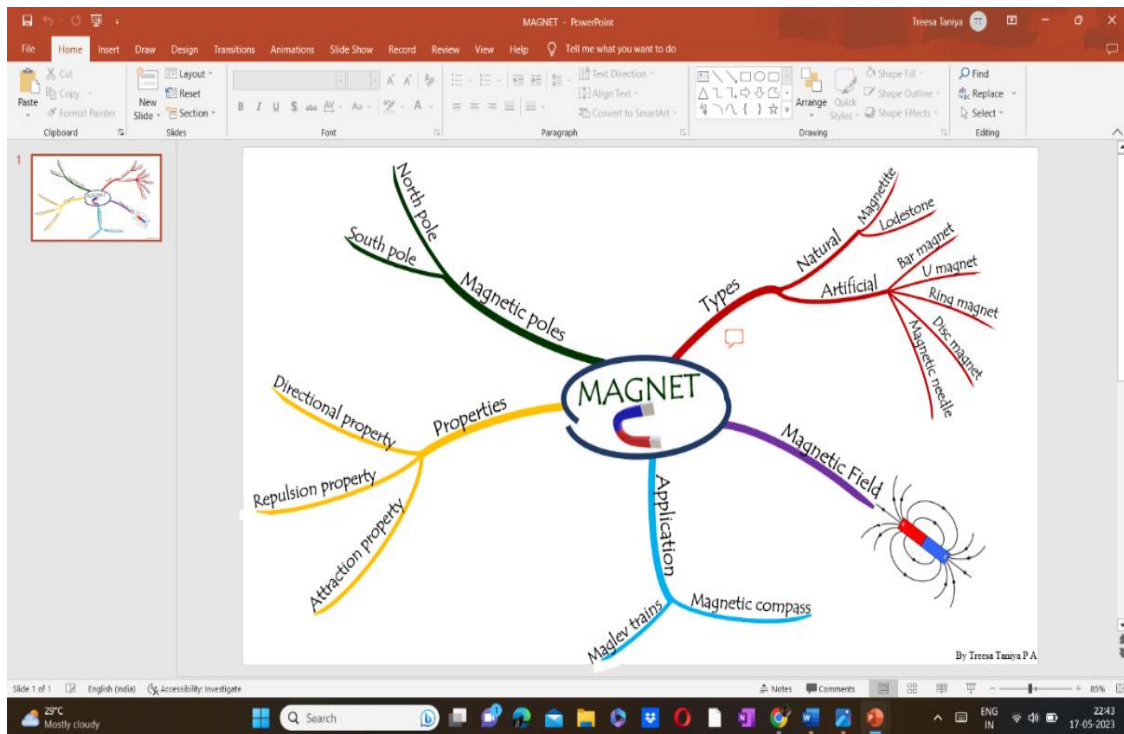 MAGNET - PowerPoint
Treesa Taniya TT
File Home Insert Draw Design Transitions Animations Slide Show Record Review View Help Tell me what you want to do
Paste
Cut
Copy
Format Painter
Clipboard
New Slide
Layout
Reset
Section
Slides
B I U S abc AV Aa A
Font
Text Direction
Align Text
Convert to SmartArt
Paragraph
Arrange
Quick Styles
Shape Fill
Shape Outline
Shape Effects
Drawing
Find
Replace
Select
Editing
1
MAGNET
Magnetic poles
North pole
South pole
Types
Natural
Magnetite
Lodestone
Artificial
Bar magnet
U magnet
Ring magnet
Disc magnet
Magnetic needle
Magnetic Field
Properties
Directional property
Repulsion property
Attraction property
Application
Maglev trains
Magnetic compass
By Treesa Taniya P A
Slide 1 of 1 English (India) Accessibility: Investigate Notes Comments 85%
29°C
Mostly cloudy
Search
ENG
IN
22:43
17-05-2023